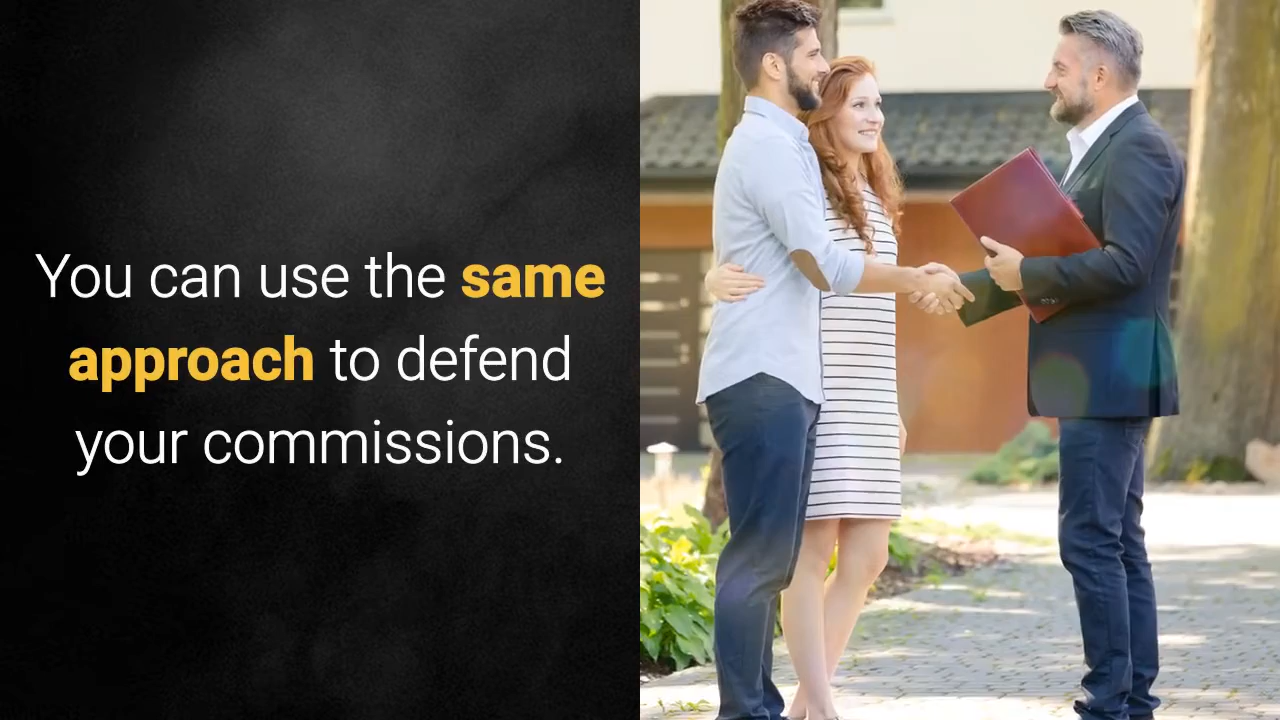 You can use the same
approach to defend
your commissions.